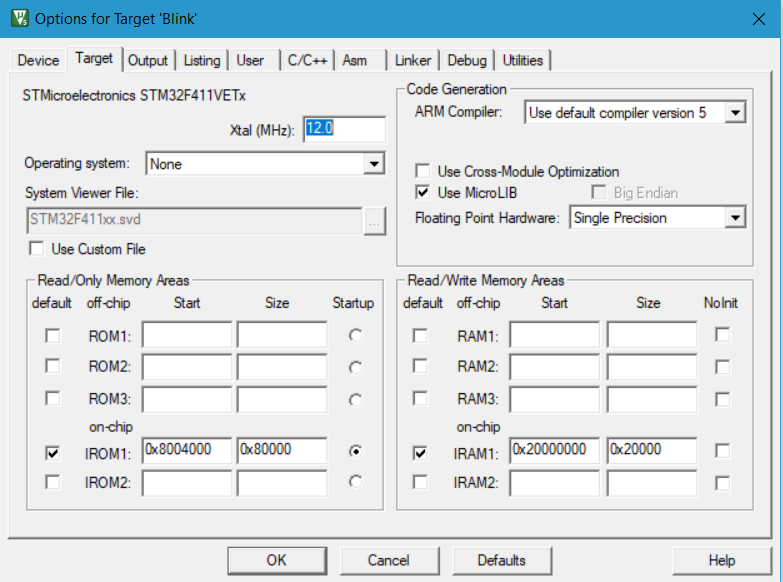 Options for Target 'Blink'
Device Target Output Listing User C/C++ Asm Linker Debug Utilities
STMicroelectronics STM32F411VETx
Xtal (MHz): 12.0
Operating system: None
System Viewer File:
STM32F411xx.svd ...
Use Custom File
Code Generation
ARM Compiler: Use default compiler version 5
Use Cross-Module Optimization
Use MicroLIB Big Endian
Floating Point Hardware: Single Precision
Read/Only Memory Areas
default off-chip Start Size Startup
ROM1:
ROM2:
ROM3:
on-chip
IROM1: 0x8004000 0x80000
IROM2:
Read/Write Memory Areas
default off-chip Start Size NoInit
RAM1:
RAM2:
RAM3:
on-chip
IRAM1: 0x20000000 0x20000
IRAM2:
OK Cancel Defaults Help